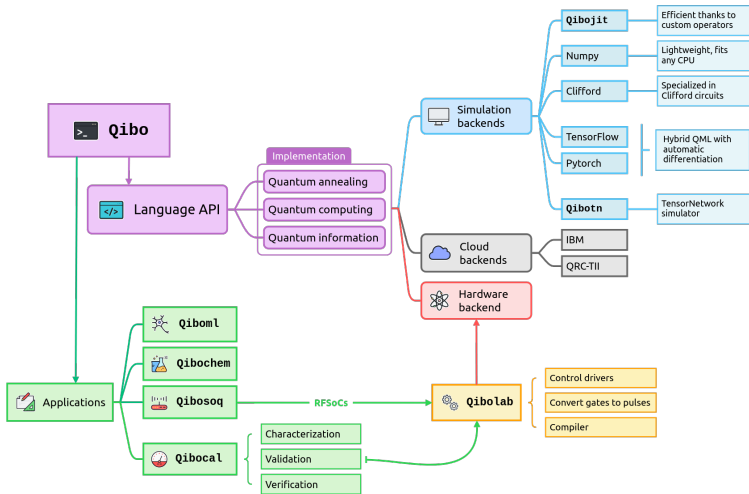 Qibo
Language API
Implementation
Quantum annealing
Quantum computing
Quantum information
Simulation
backends
Qibojit
Efficient thanks to
custom operators
Numpy
Lightweight, fits
any CPU
Clifford
Specialized in
Clifford circuits
TensorFlow
Pytorch
Hybrid QML with
automatic
differentiation
Qibotn
TensorNetwork
simulator
Cloud
backends
IBM
QRC-TII
Hardware
backend
Applications
Qiboml
Qibochem
Qibosoq
RFSoCs
Qibocal
Characterization
Validation
Verification
Qibolab
Control drivers
Convert gates to pulses
Compiler